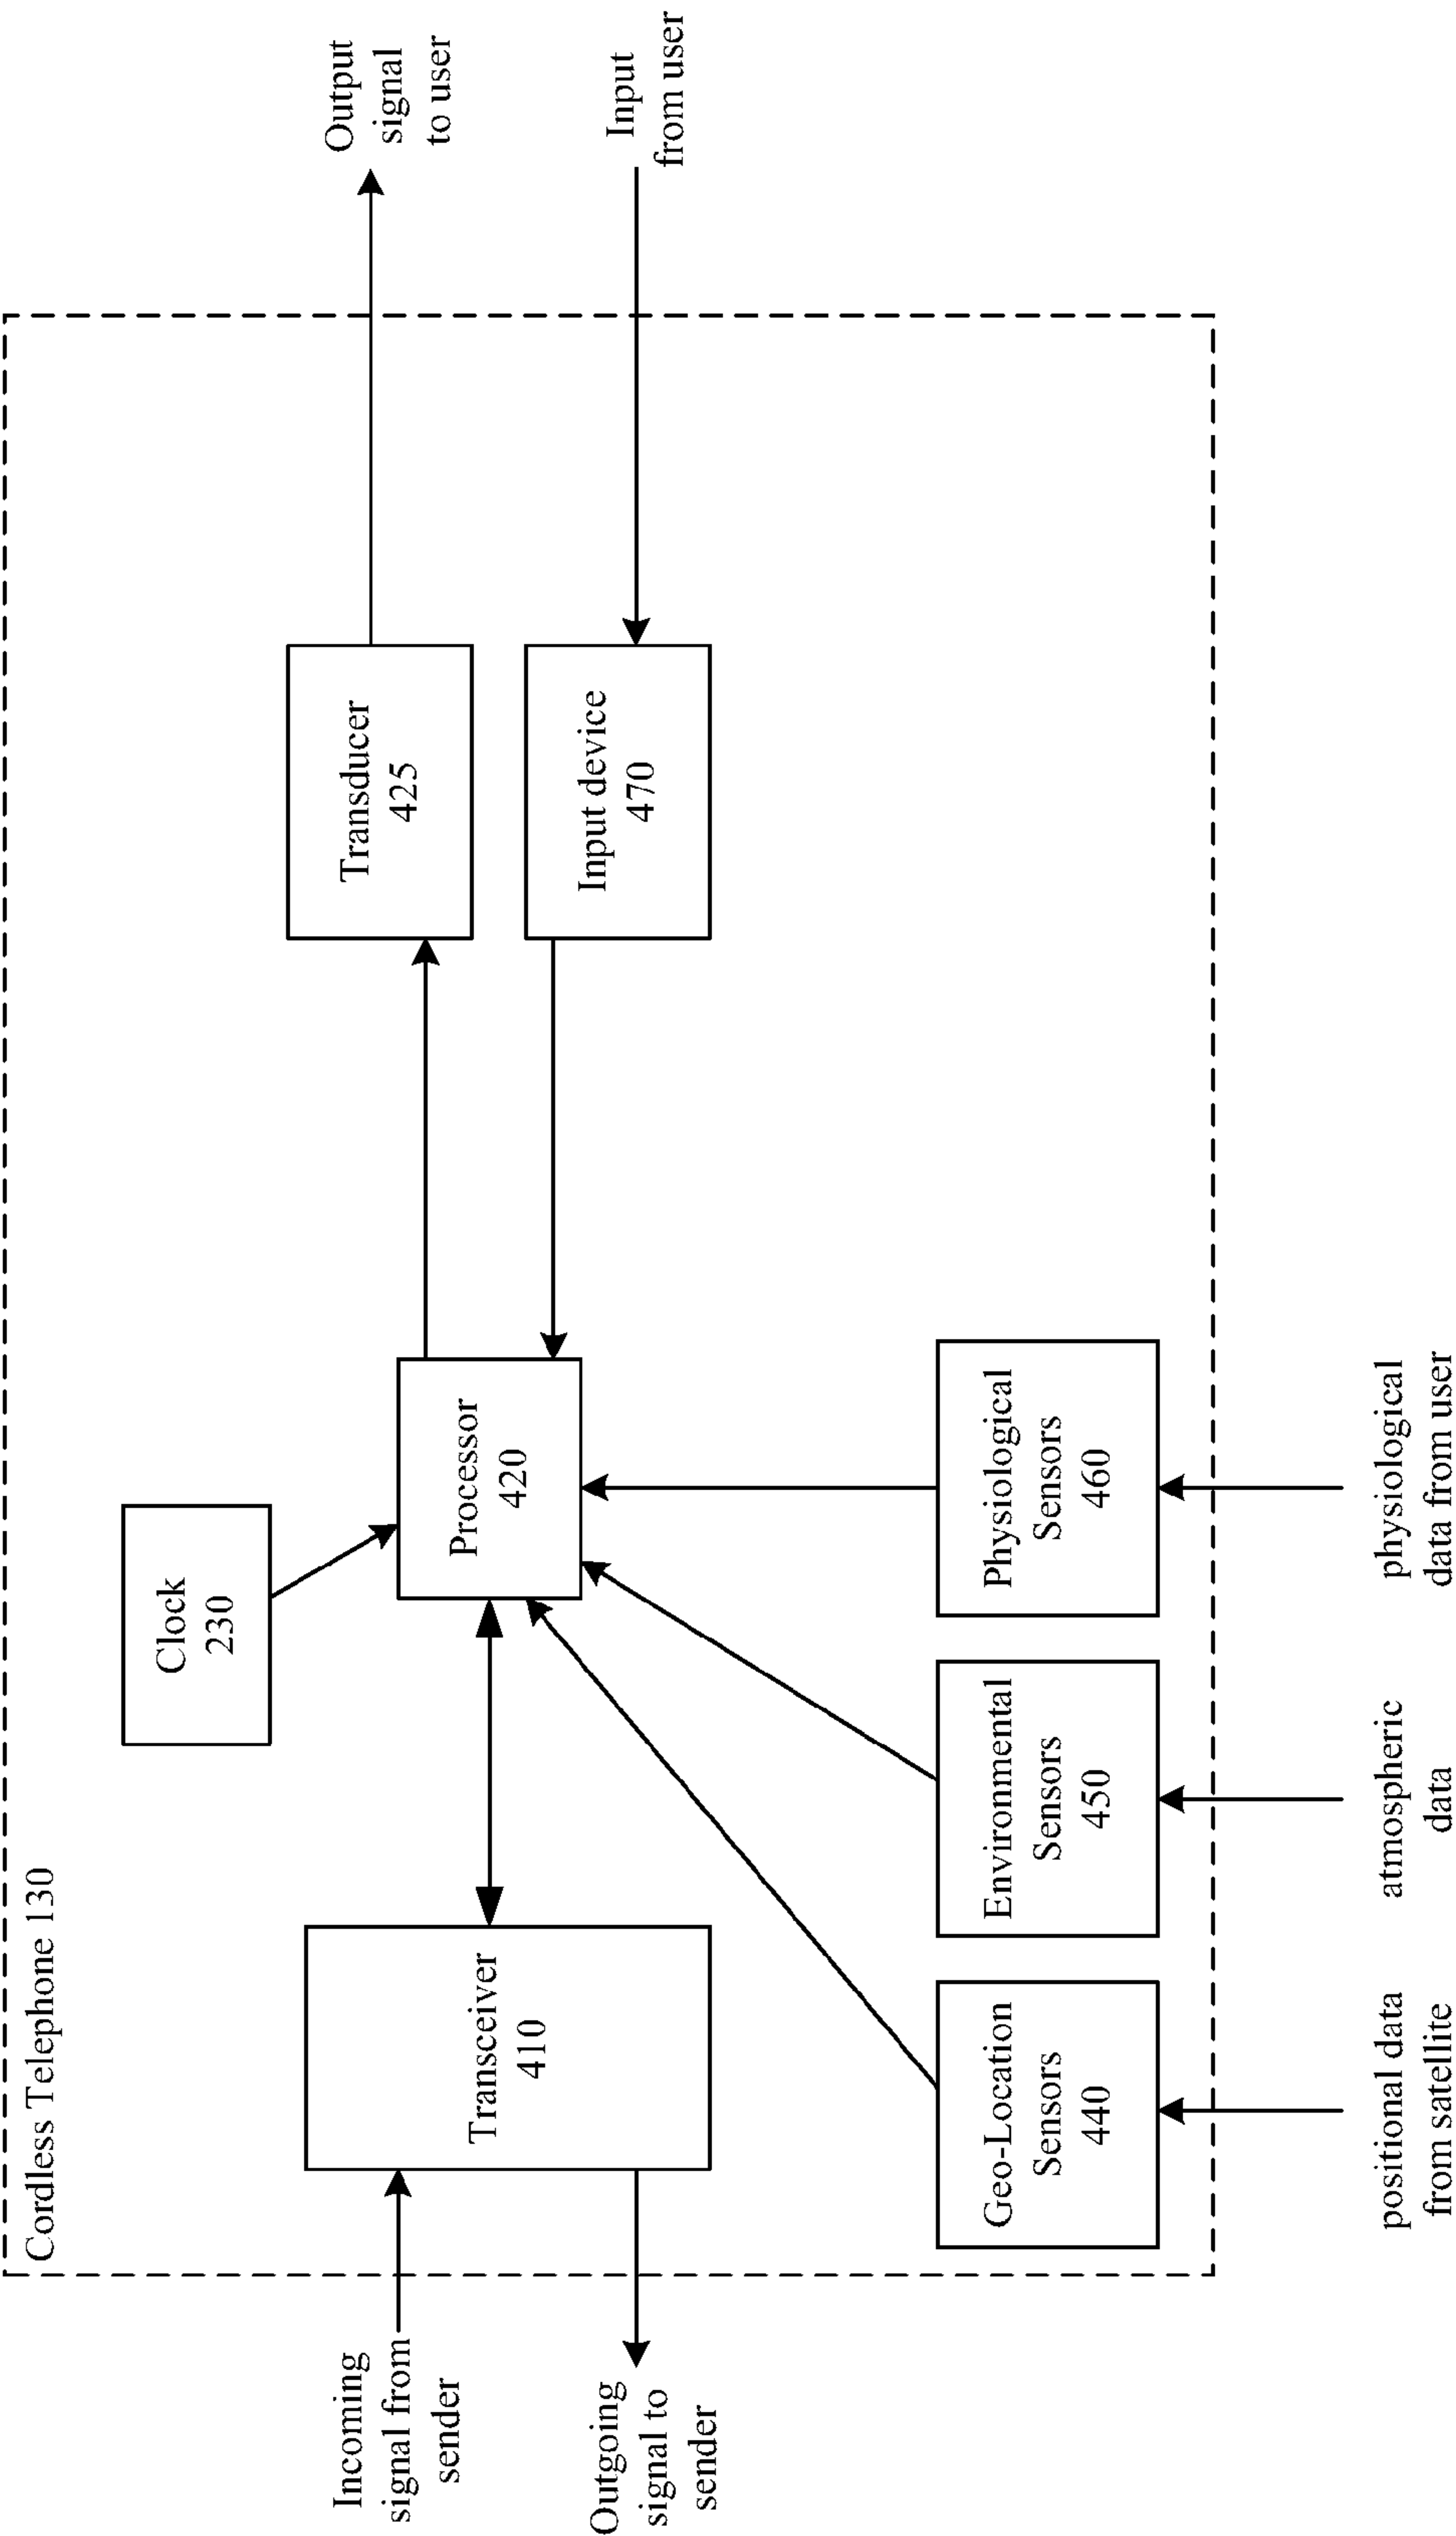 Cordless Telephone 130
Clock
230
Incoming
signal from
sender
Outgoing
signal to
sender
Transceiver
410
Processor
420
Transducer
425
Input device
470
Output
signal
to user
Input
from user
Geo-Location
Sensors
440
Environmental
Sensors
450
Physiological
Sensors
460
positional data
from satellite
atmospheric
data
physiological
data from user